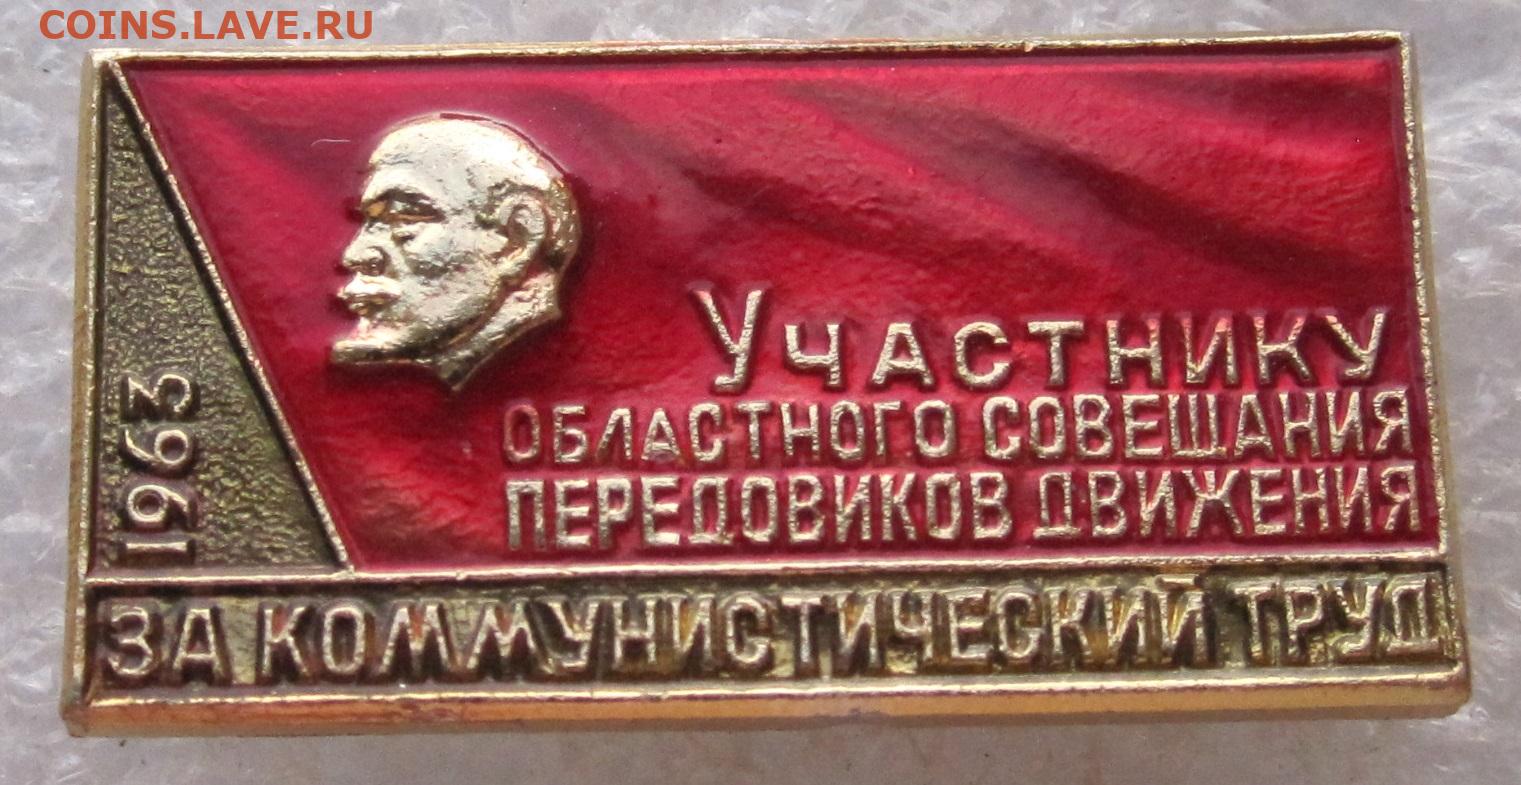 COINS.LAVE.RU
1963
УЧАСТНИКУ
ОБЛАСТНОГО СОВЕЩАНИЯ
ПЕРЕДОВИКОВ ДВИЖЕНИЯ
ЗА КОММУНИСТИЧЕСКИЙ ТРУД